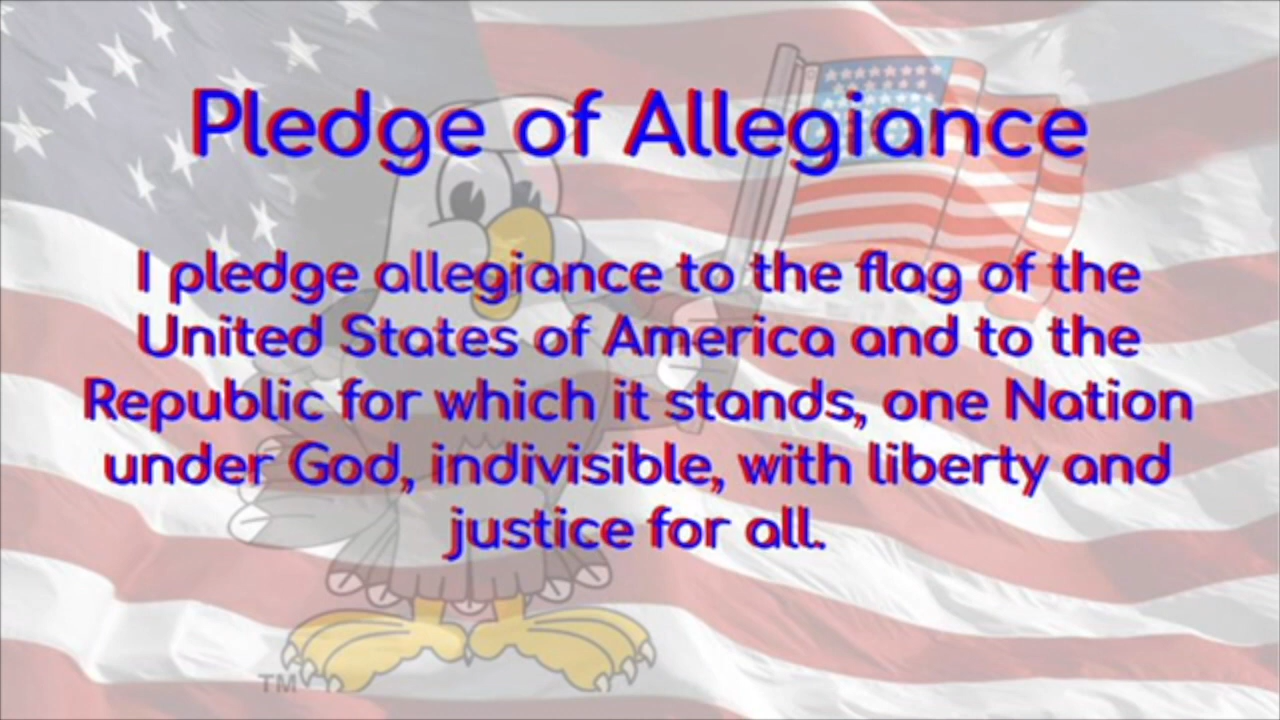 Pledge of Allegiance
I pledge allegiance to the flag of the
United States of America and to the
Republic for which it stands, one Nation
under God, indivisible, with liberty and
justice for all.
TM